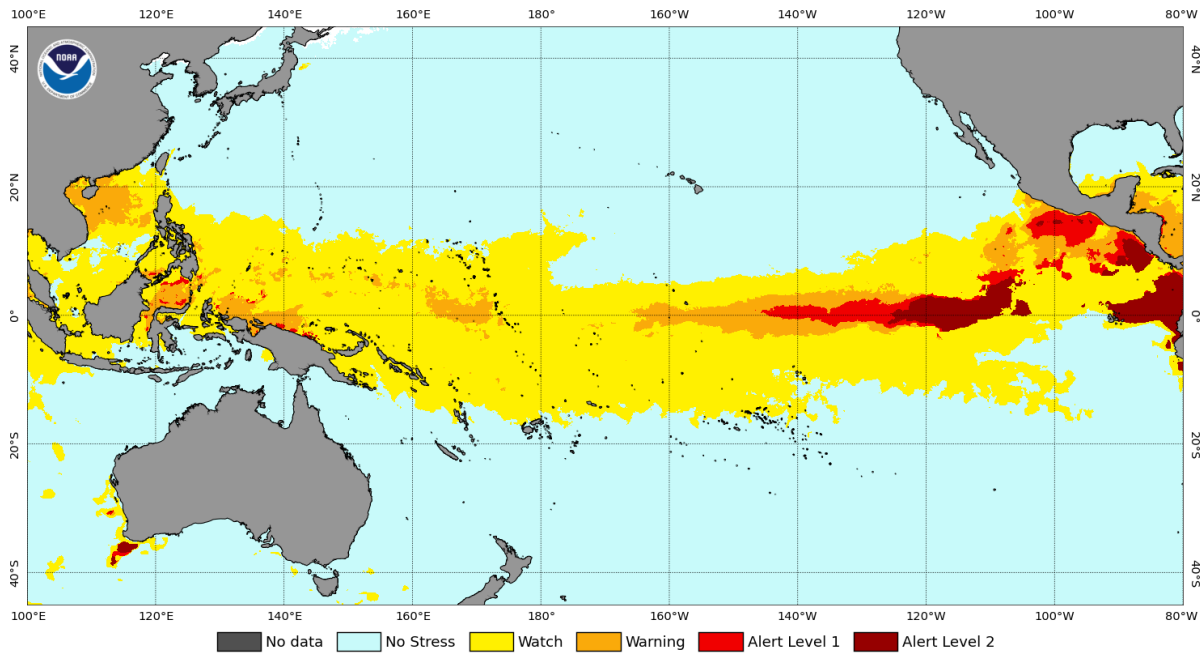 100°E 120°E 140°E 160°E 180° 160°W 140°W 120°W 100°W 80°W
NOAA
40°N 40°N
20°N 20°N
0° 0°
20°S 20°S
40°S 40°S
100°E 120°E 140°E 160°E 180° 160°W 140°W 120°W 100°W 80°W
No data No Stress Watch Warning Alert Level 1 Alert Level 2